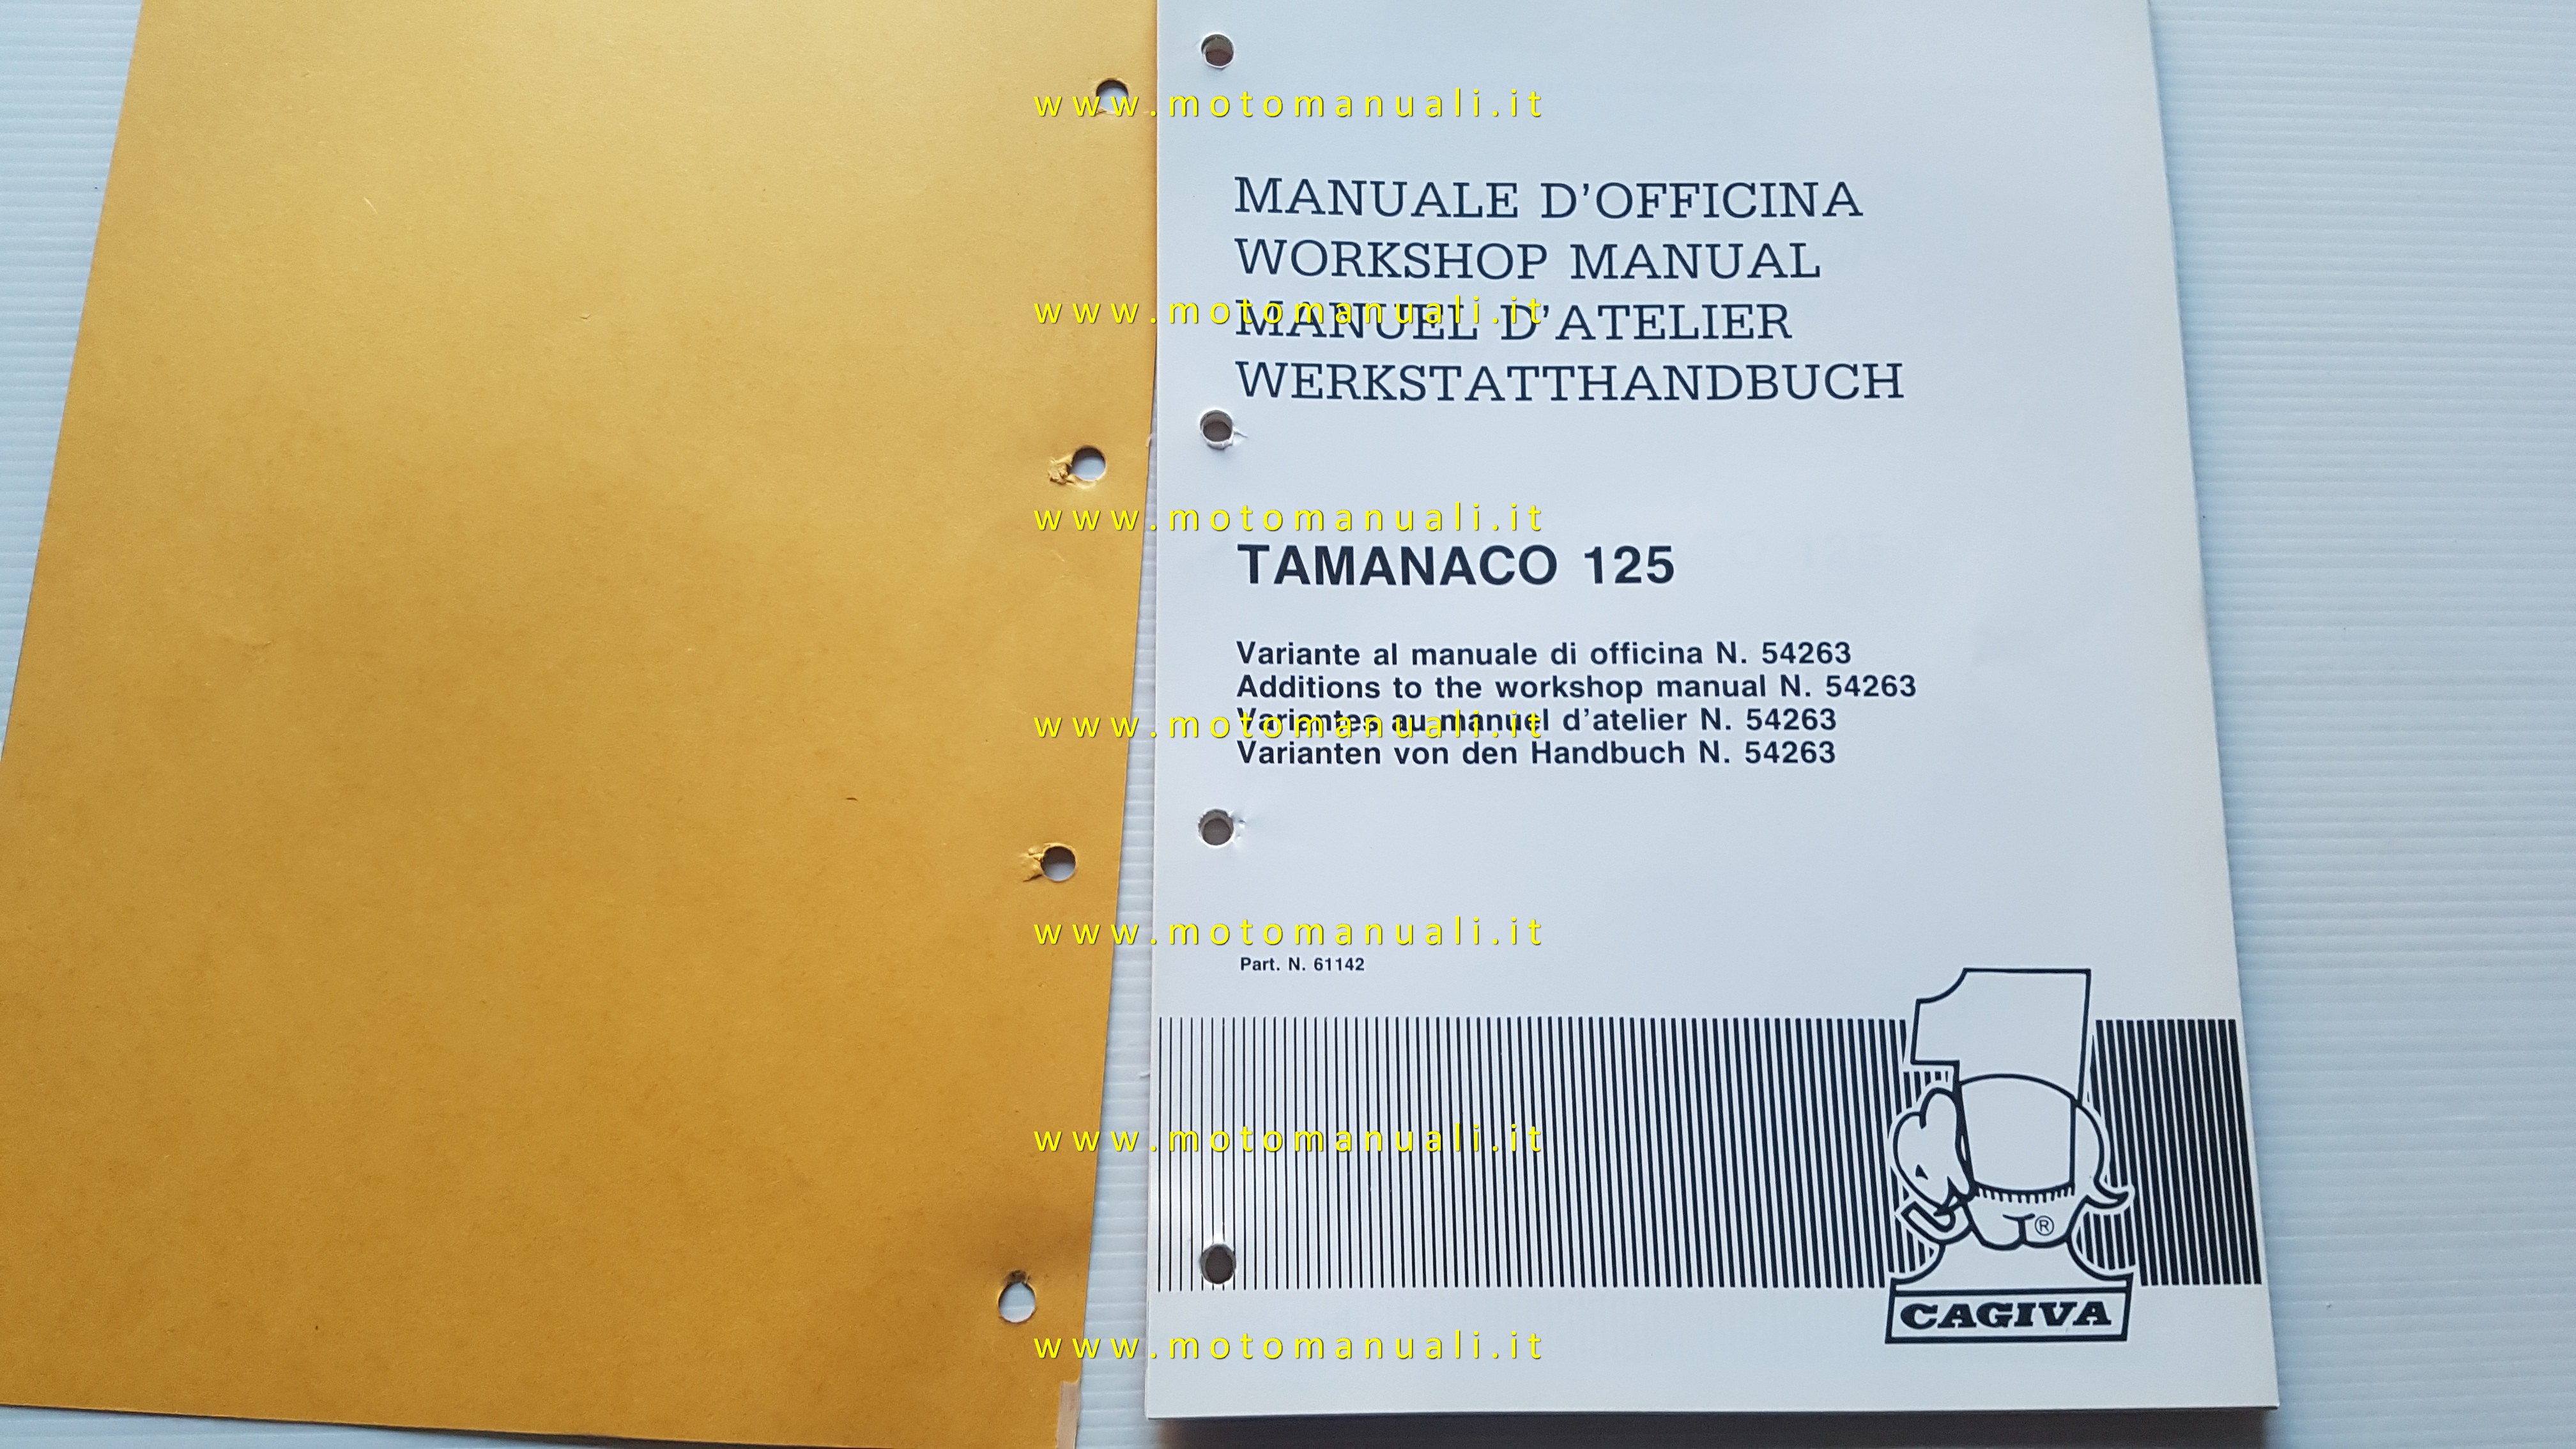 www.motomanuali.it
MANUALE D'OFFICINA
WORKSHOP MANUAL
www.motomanuali.it
MANUEL D'ATELIER
WERKSTATTHANDBUCH
www.motomanuali.it
TAMANACO 125
Variante al manuale di officina N. 54263
Additions to the workshop manual N. 54263
www.motomanuali.it
Variantes au manuel d'atelier N. 54263
Varianten von den Handbuch N. 54263
www.motomanuali.it
Part. N. 61142
www.motomanuali.it
1
®
CAGIVA
www.motomanuali.it